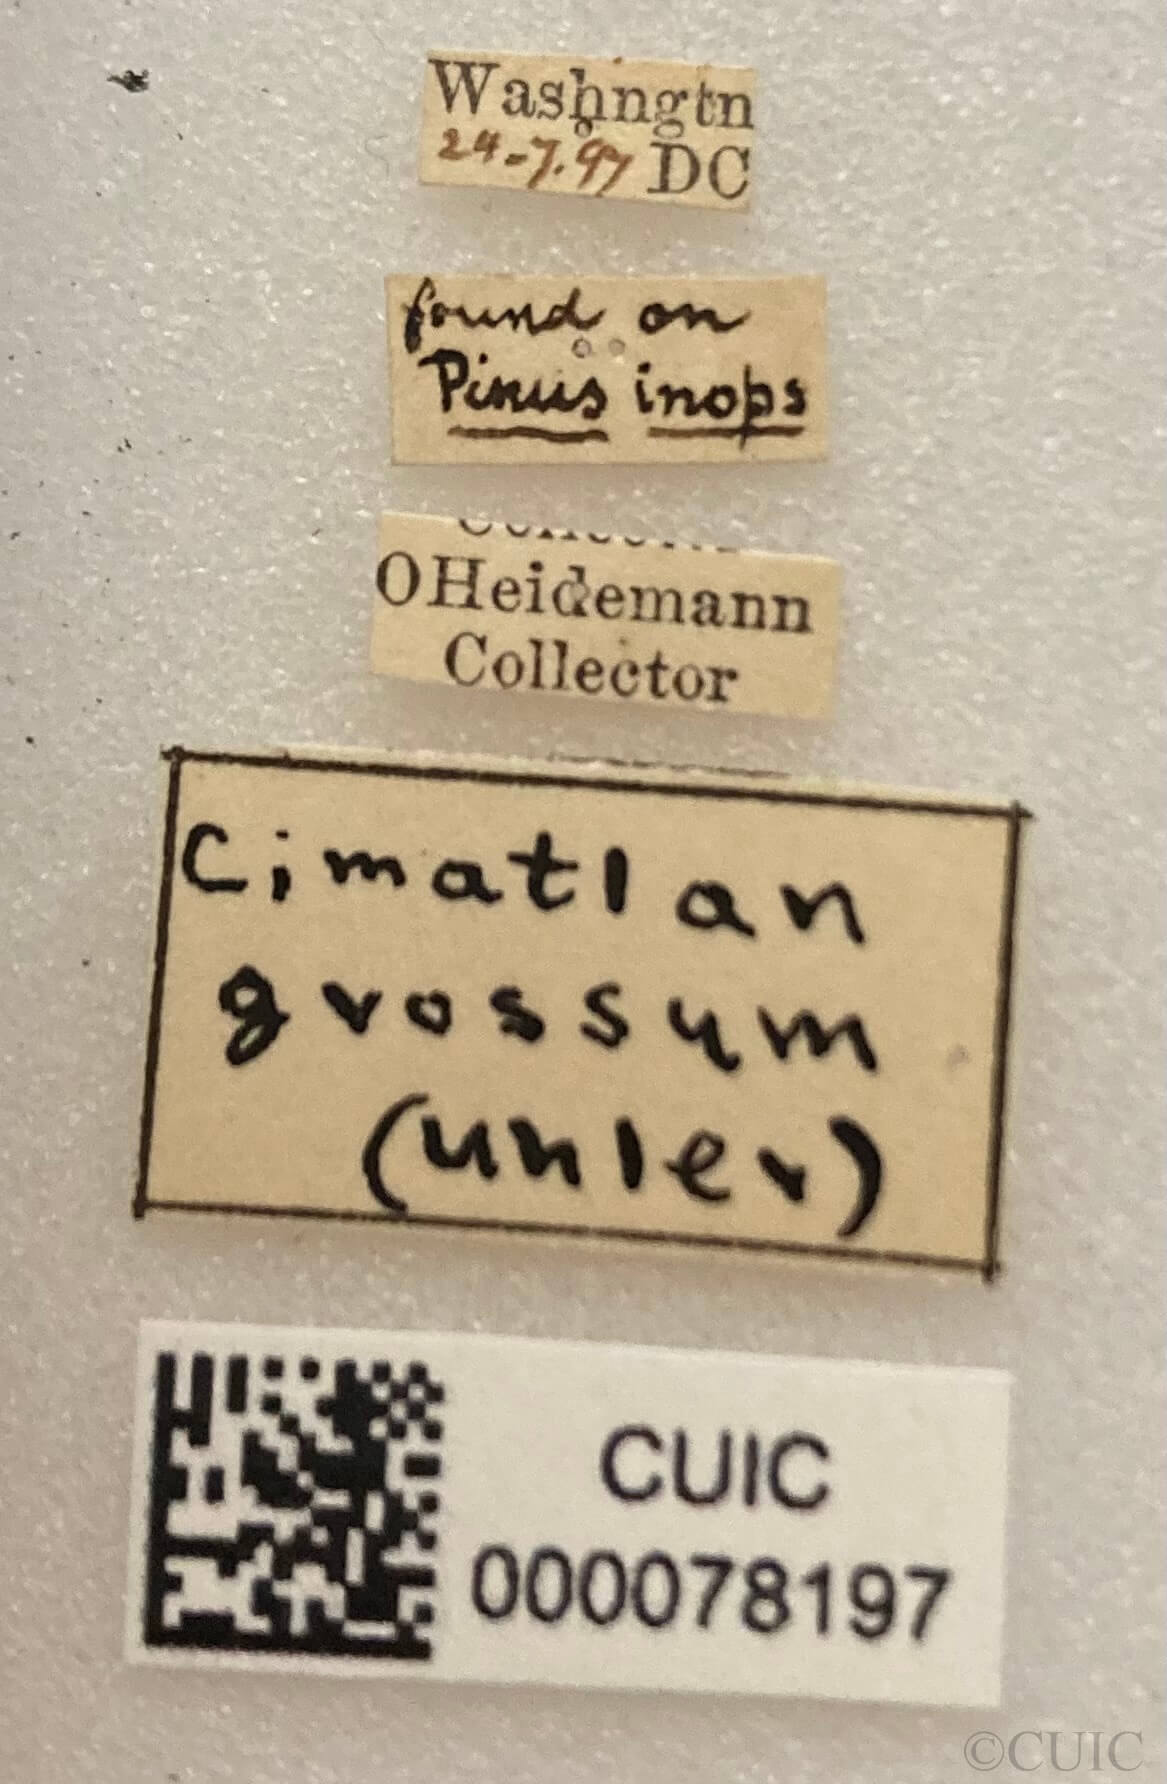 Washngtn
24-7.97 DC
found on
Pinus inops
OHeidemann
Collector
Cimatlan
grossum
(Uhler)
CUIC
000078197
©CUIC